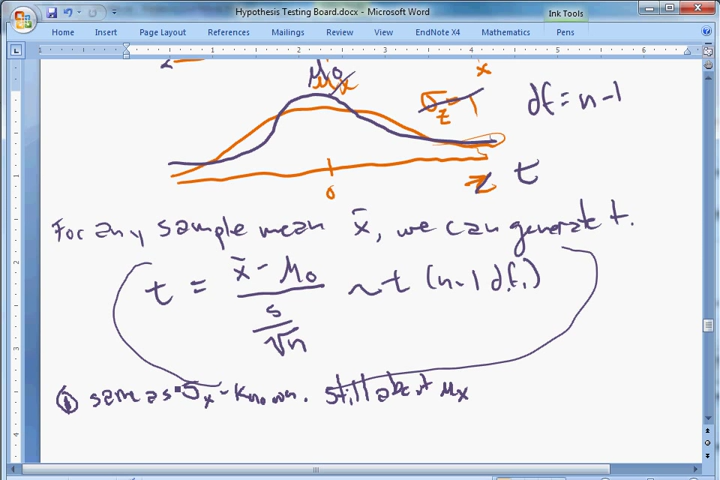 Hypothesis Testing Board.docx - Microsoft Word
Ink Tools
Home Insert Page Layout References Mailings Review View EndNote X4 Mathematics Pens
μ₀ x
σz = 1
df = n-1
0 z t
For any sample mean x̄, we can generate t.
t = (x̄ - μ₀) / (s/√n) ~ t (n-1 d.f.)
① same as σx - known. still about μx